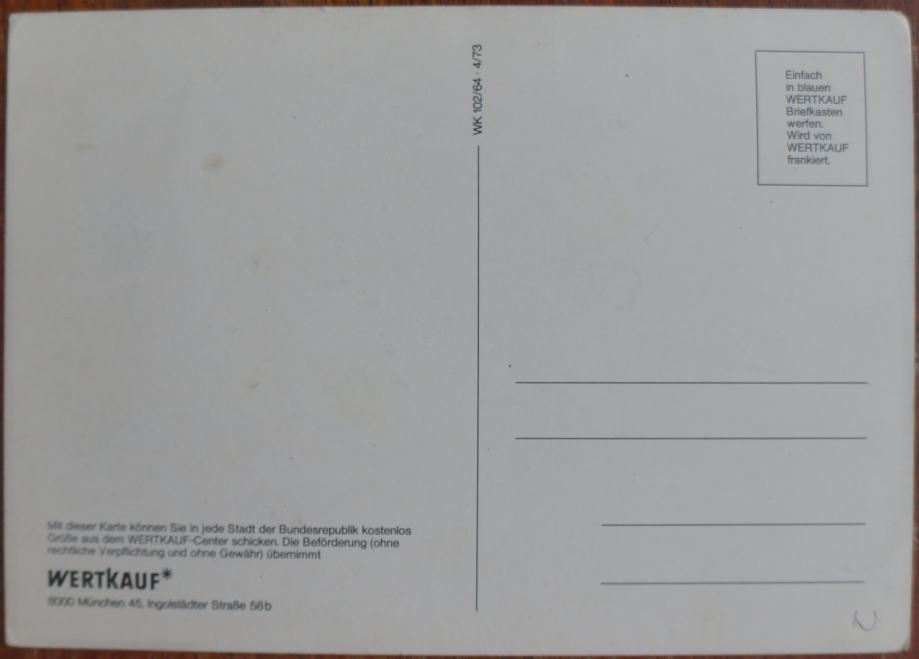 WK 102/64 · 4/73
Einfach
in blauen
WERTKAUF
Briefkasten
werfen.
Wird von
WERTKAUF
frankiert.
Mit dieser Karte können Sie in jede Stadt der Bundesrepublik kostenlos
Grüße aus dem WERTKAUF-Center schicken. Die Beförderung (ohne
rechtliche Verpflichtung und ohne Gewähr) übernimmt
WERTKAUF*
8000 München 45, Ingolstädter Straße 58b